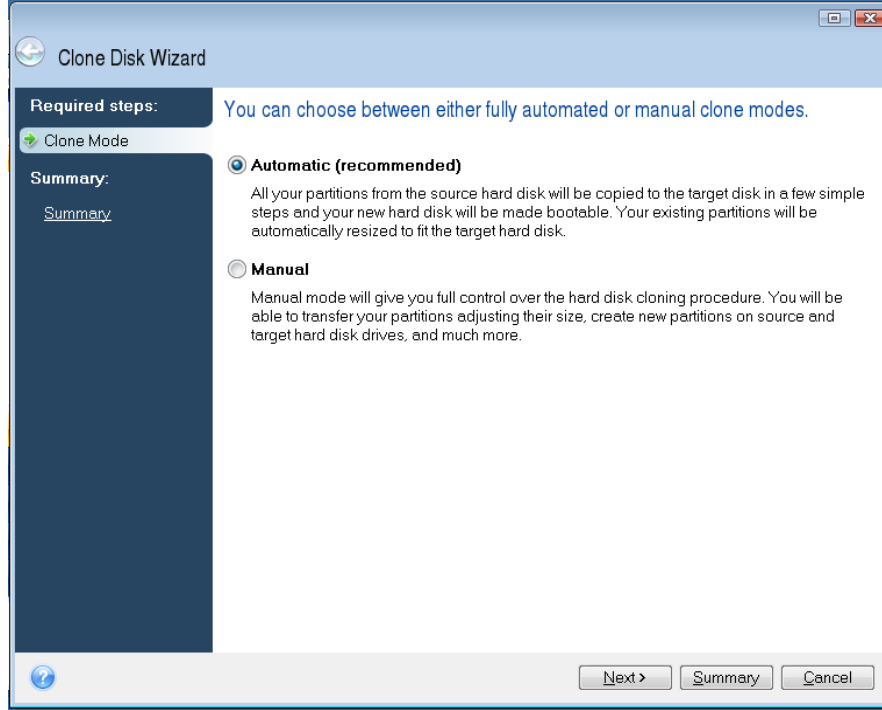 Clone Disk Wizard
Required steps:
Clone Mode
Summary:
Summary
You can choose between either fully automated or manual clone modes.
Automatic (recommended)
All your partitions from the source hard disk will be copied to the target disk in a few simple
steps and your new hard disk will be made bootable. Your existing partitions will be
automatically resized to fit the target hard disk.
Manual
Manual mode will give you full control over the hard disk cloning procedure. You will be
able to transfer your partitions adjusting their size, create new partitions on source and
target hard disk drives, and much more.
?
Next >
Summary
Cancel